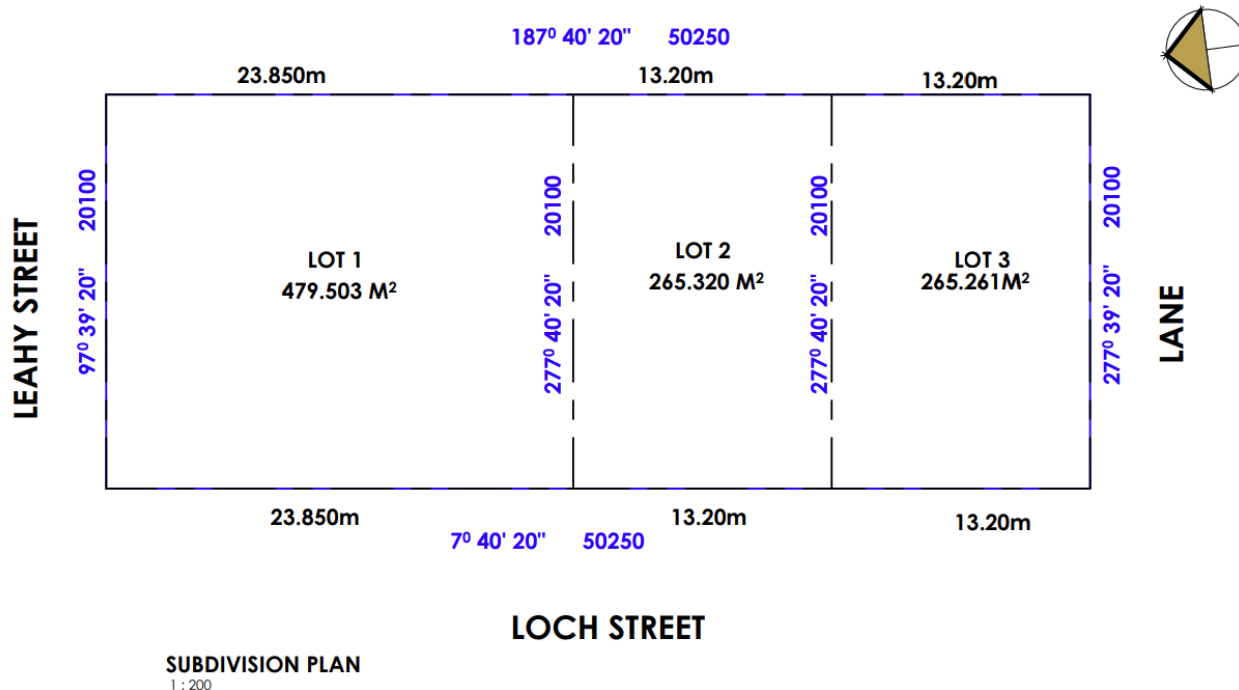 187⁰ 40' 20" 50250
23.850m
13.20m
13.20m
LEAHY STREET
97⁰ 39' 20" 20100
LOT 1
479.503 M²
277⁰ 40' 20" 20100
LOT 2
265.320 M²
277⁰ 40' 20" 20100
LOT 3
265.261M²
277⁰ 39' 20" 20100
LANE
23.850m
13.20m
13.20m
7⁰ 40' 20" 50250
LOCH STREET
SUBDIVISION PLAN
1 : 200